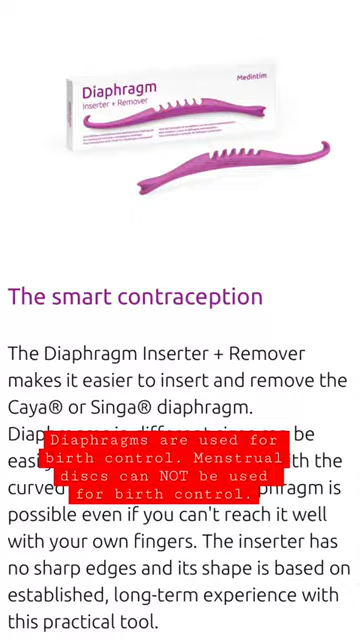 Diaphragm
Inserter + Remover
Medintim
The smart contraception
The Diaphragm Inserter + Remover
makes it easier to insert and remove the
Caya® or Singa® diaphragm.
be
Diaphragms are used for
birth control. Menstrual
discs can NOT be used
for birth control.
easi
th the
curved
phragm is
possible even if you can't reach it well
with your own fingers. The inserter has
no sharp edges and its shape is based on
established, long-term experience with
this practical tool.